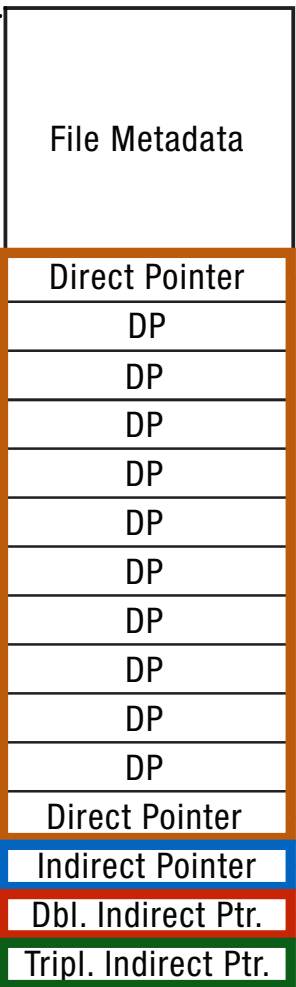 File Metadata
Direct Pointer
DP
DP
DP
DP
DP
DP
DP
DP
DP
DP
Direct Pointer
Indirect Pointer
Dbl. Indirect Ptr.
Tripl. Indirect Ptr.